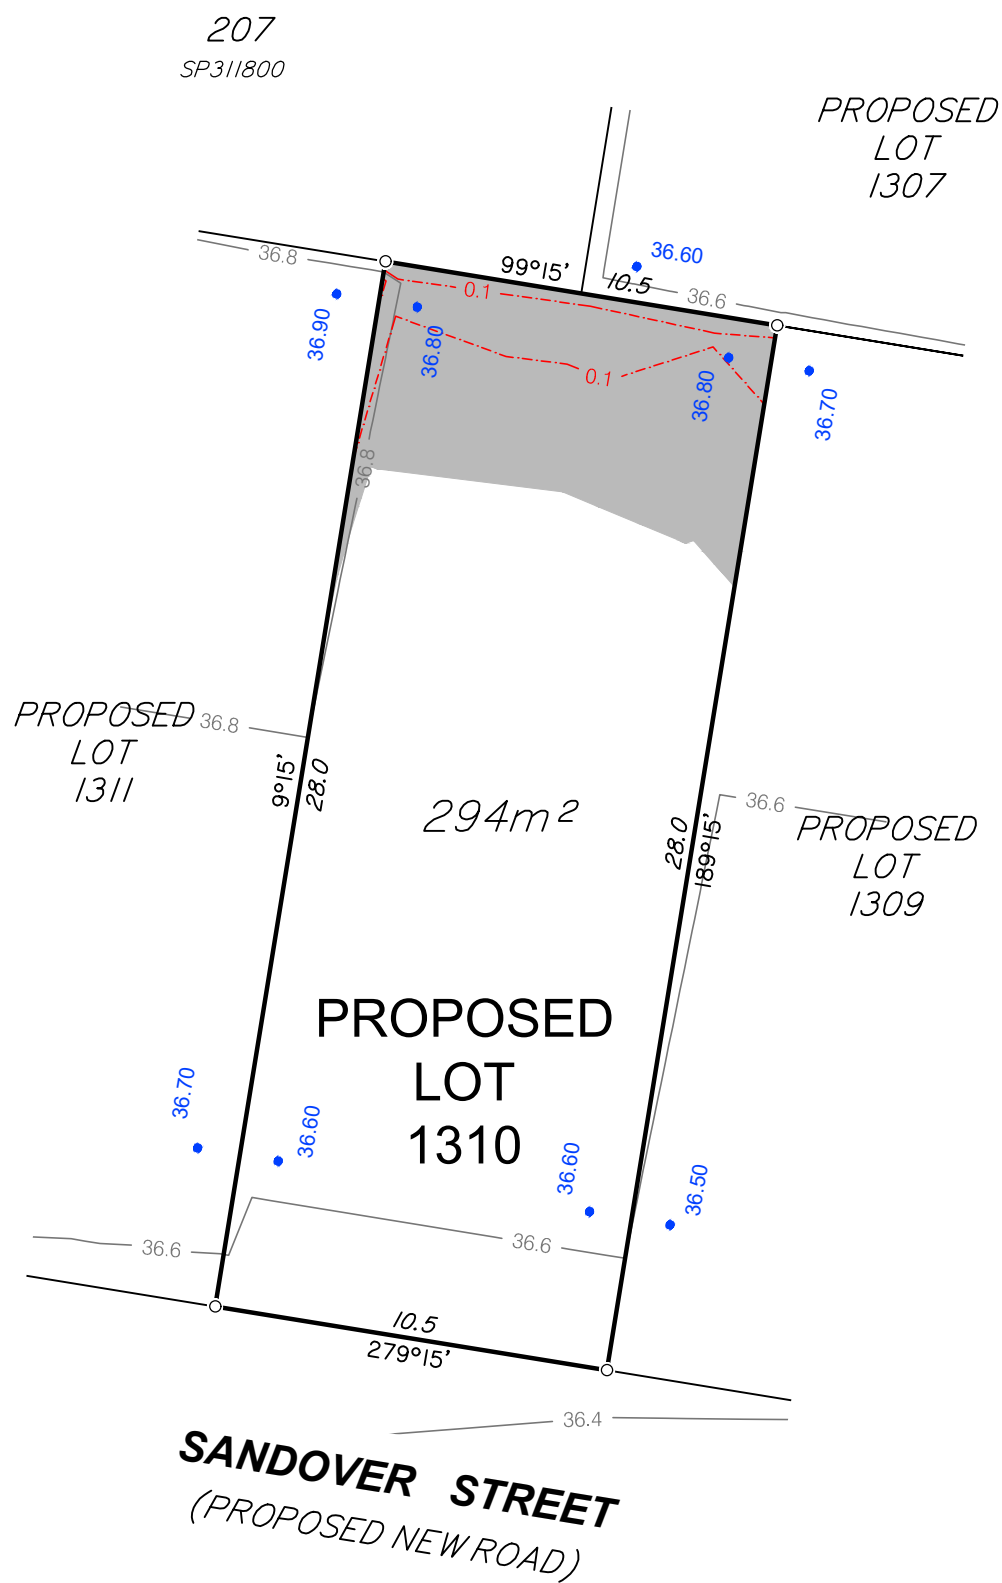 207
SP311800
PROPOSED
LOT
1307
36.8
99°15'
10.5
36.60
36.6
0.1
36.90
36.80
0.1
36.80
36.70
36.8
PROPOSED
LOT
1311
36.8
9°15'
28.0
294m²
28.0
189°15'
36.6
PROPOSED
LOT
1309
PROPOSED
LOT
1310
36.70
36.60
36.60
36.50
36.6
36.6
10.5
279°15'
36.4
SANDOVER STREET
(PROPOSED NEW ROAD)